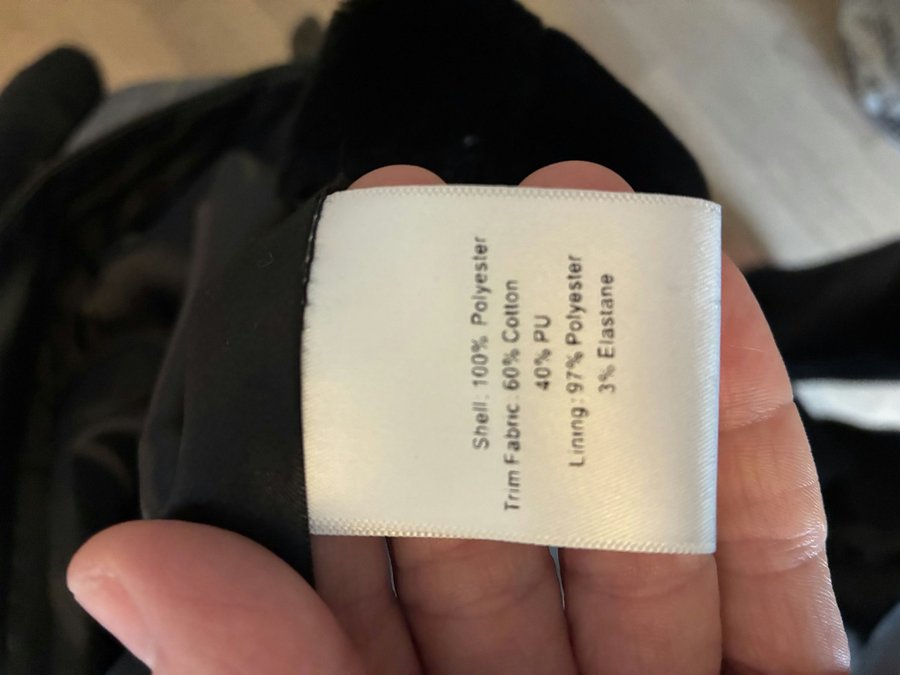 Shell: 100% Polyester
Trim Fabric: 60% Cotton
40% PU
Lining: 97% Polyester
3% Elastane